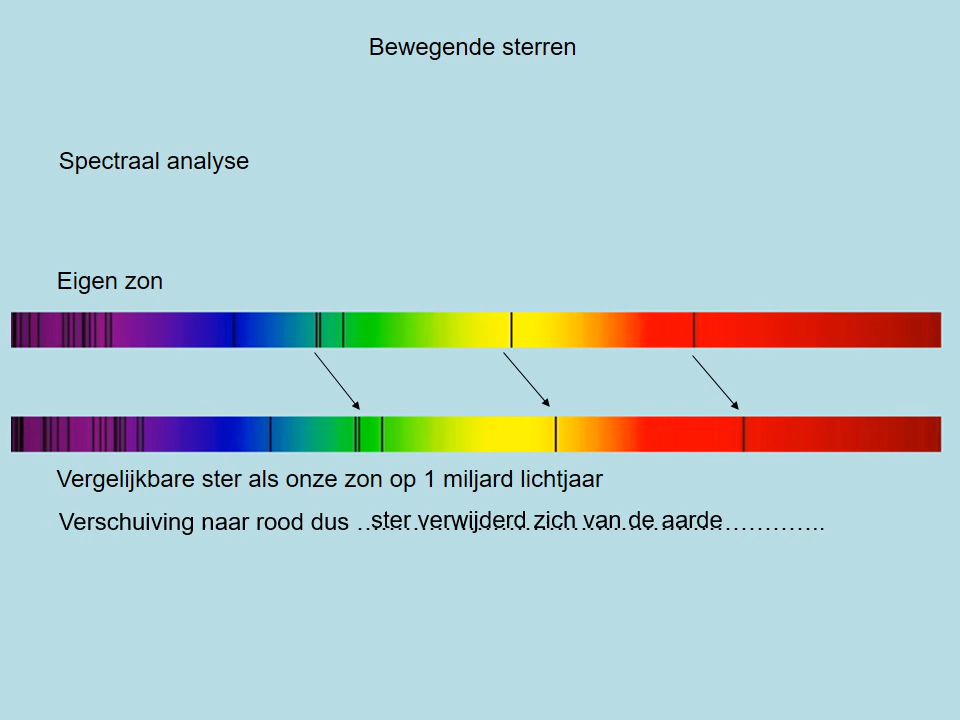 Bewegende sterren
Spectraal analyse
Eigen zon
Vergelijkbare ster als onze zon op 1 miljard lichtjaar
Verschuiving naar rood dus ster verwijderd zich van de aarde…………..